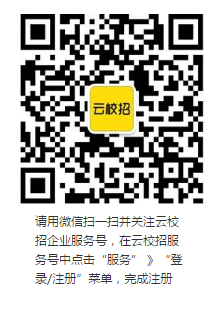 云校招
请用微信扫一扫并关注云校
招企业服务号，在云校招服
务号中点击“服务”》“登
录/注册”菜单，完成注册